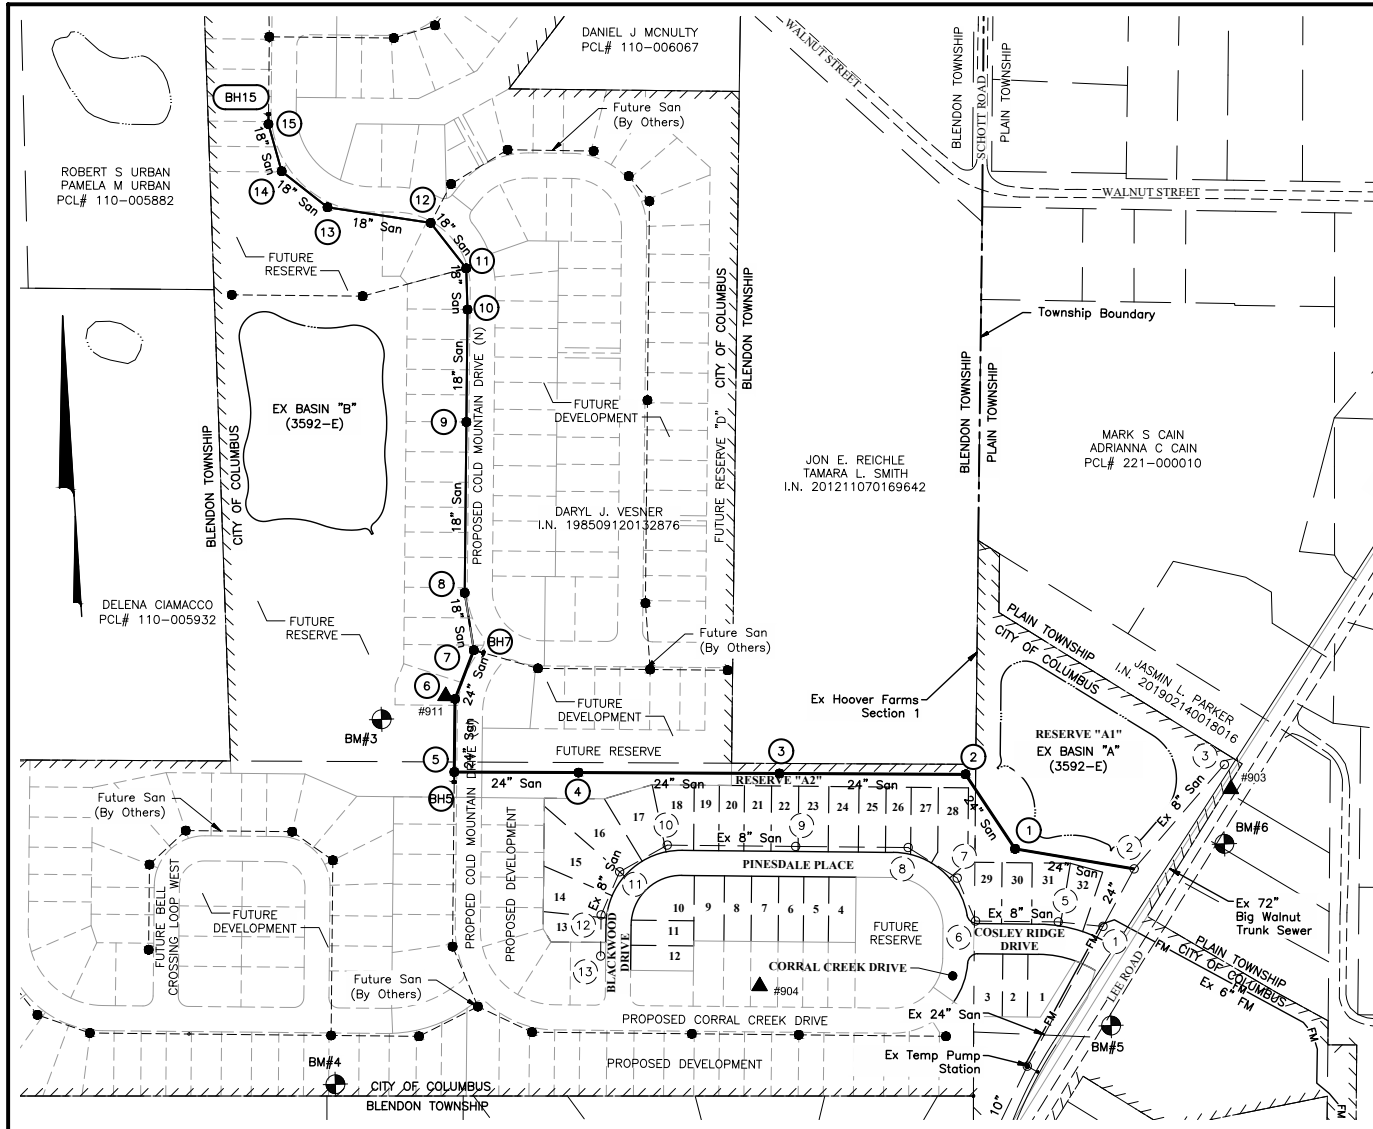 DANIEL J MCNULTY
PCL# 110-006067
WALNUT STREET
WALNUT STREET
BLENDON TOWNSHIP
SCHOTT ROAD
PLAIN TOWNSHIP
BH15
15
18" San
14
18" San
13
18" San
12
18" San
11
18" San
10
18" San
9
18" San
8
18" San
7
BH7
24" San
6
#911
24" San
5
BH5
Future San
(By Others)
ROBERT S URBAN
PAMELA M URBAN
PCL# 110-005882
WALNUT STREET
FUTURE
RESERVE
Township Boundary
EX BASIN "B"
(3592-E)
PROPOSED COLD MOUNTAIN DRIVE (N)
FUTURE
DEVELOPMENT
CITY OF COLUMBUS
BLENDON TOWNSHIP
FUTURE RESERVE "D"
BLENDON TOWNSHIP
PLAIN TOWNSHIP
MARK S CAIN
ADRIANNA C CAIN
PCL# 221-000010
JON E. REICHLE
TAMARA L. SMITH
I.N. 201211070169642
BLENDON TOWNSHIP
CITY OF COLUMBUS
DARYL J. VESNER
I.N. 198509120132876
DELENA CIAMACCO
PCL# 110-005932
FUTURE
RESERVE
Future San
(By Others)
PLAIN TOWNSHIP
CITY OF COLUMBUS
JASMIN L. PARKER
I.N. 201902140018016
Ex Hoover Farms
Section 1
FUTURE
DEVELOPMENT
BM#3
FUTURE RESERVE
RESERVE "A1"
EX BASIN "A"
(3592-E)
3
#903
3
2
24" San
4
24" San
RESERVE "A2"
24" San
24" San
1
24" San
2
Ex 8" San
BM#6
Future San
(By Others)
PROPOED COLD MOUNTAIN DRIVE (S)
PROPOSED DEVELOPMENT
18 19 20 21 22 23 24 25 26 27 28
17
16
15
14
13
10
Ex 8" San
9
8
7
PINESDALE PLACE
Ex 8" San
11
12
13
BLACKWOOD
DRIVE
10 9 8 7 6 5 4
11
12
29 30 31 32
5
Ex 8" San
COSLEY RIDGE
DRIVE
6
24"
1
Ex 72"
Big Walnut
Trunk Sewer
FUTURE
RESERVE
CORRAL CREEK DRIVE
3 2 1
FUTURE BELL
CROSSING LOOP WEST
FUTURE
DEVELOPMENT
Future San
(By Others)
#904
FM
FM
FM
LEE ROAD
PLAIN TOWNSHIP
CITY OF COLUMBUS
FM
Ex 6" FM
FM
FM
PROPOSED CORRAL CREEK DRIVE
Ex 24" San
BM#5
PROPOSED DEVELOPMENT
Ex Temp Pump
Station
BM#4
CITY OF COLUMBUS
BLENDON TOWNSHIP
10"